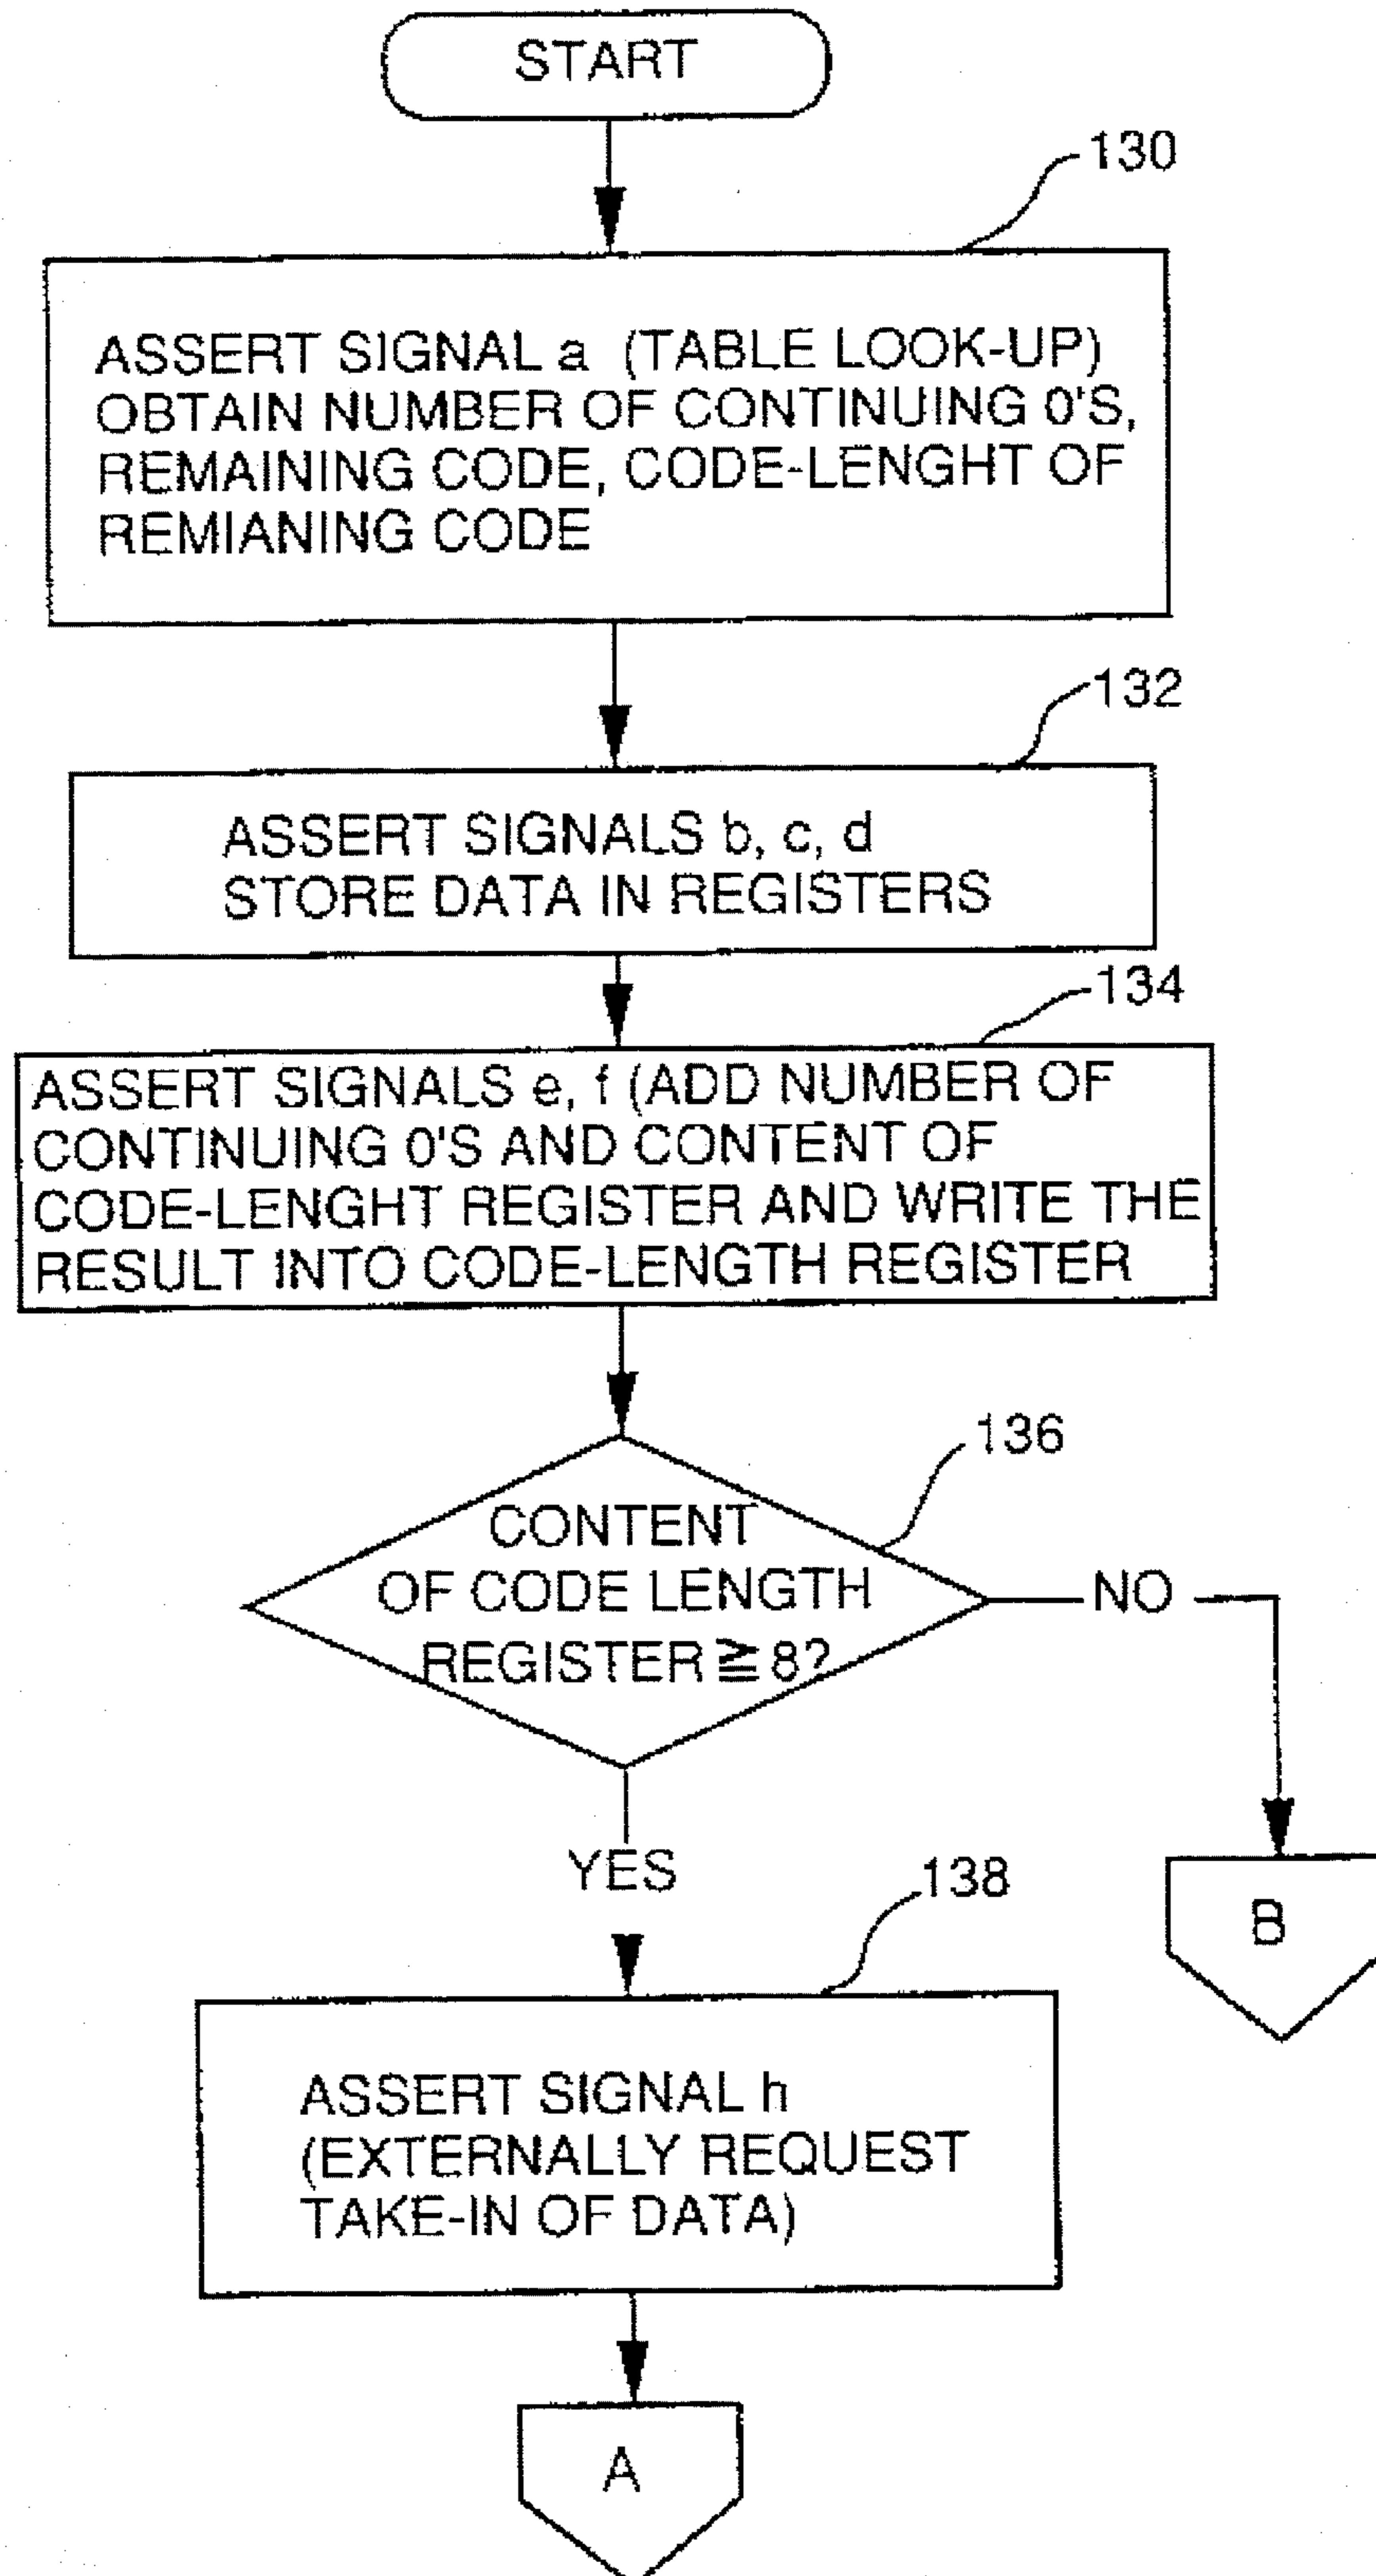 START
130
ASSERT SIGNAL a (TABLE LOOK-UP)
OBTAIN NUMBER OF CONTINUING 0'S,
REMAINING CODE, CODE-LENGHT OF
REMIANING CODE
132
ASSERT SIGNALS b, c, d
STORE DATA IN REGISTERS
134
ASSERT SIGNALS e, f (ADD NUMBER OF
CONTINUING 0'S AND CONTENT OF
CODE-LENGHT REGISTER AND WRITE THE
RESULT INTO CODE-LENGTH REGISTER
136
CONTENT
OF CODE LENGTH
REGISTER ≧ 8?
NO
YES
B
138
ASSERT SIGNAL h
(EXTERNALLY REQUEST
TAKE-IN OF DATA)
A